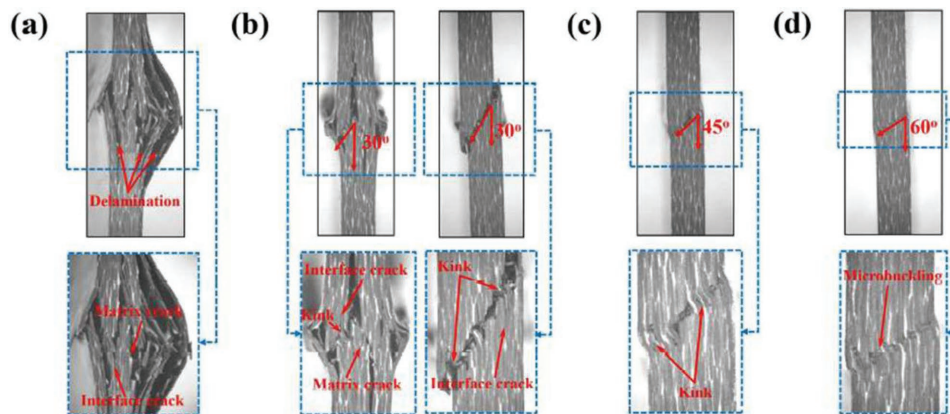 (a)
(b)
(c)
(d)
30°
30°
45°
60°
Delamination
Matrix crack
Interface crack
Interface crack
Kink
Matrix crack
Kink
Interface crack
Kink
Microbuckling